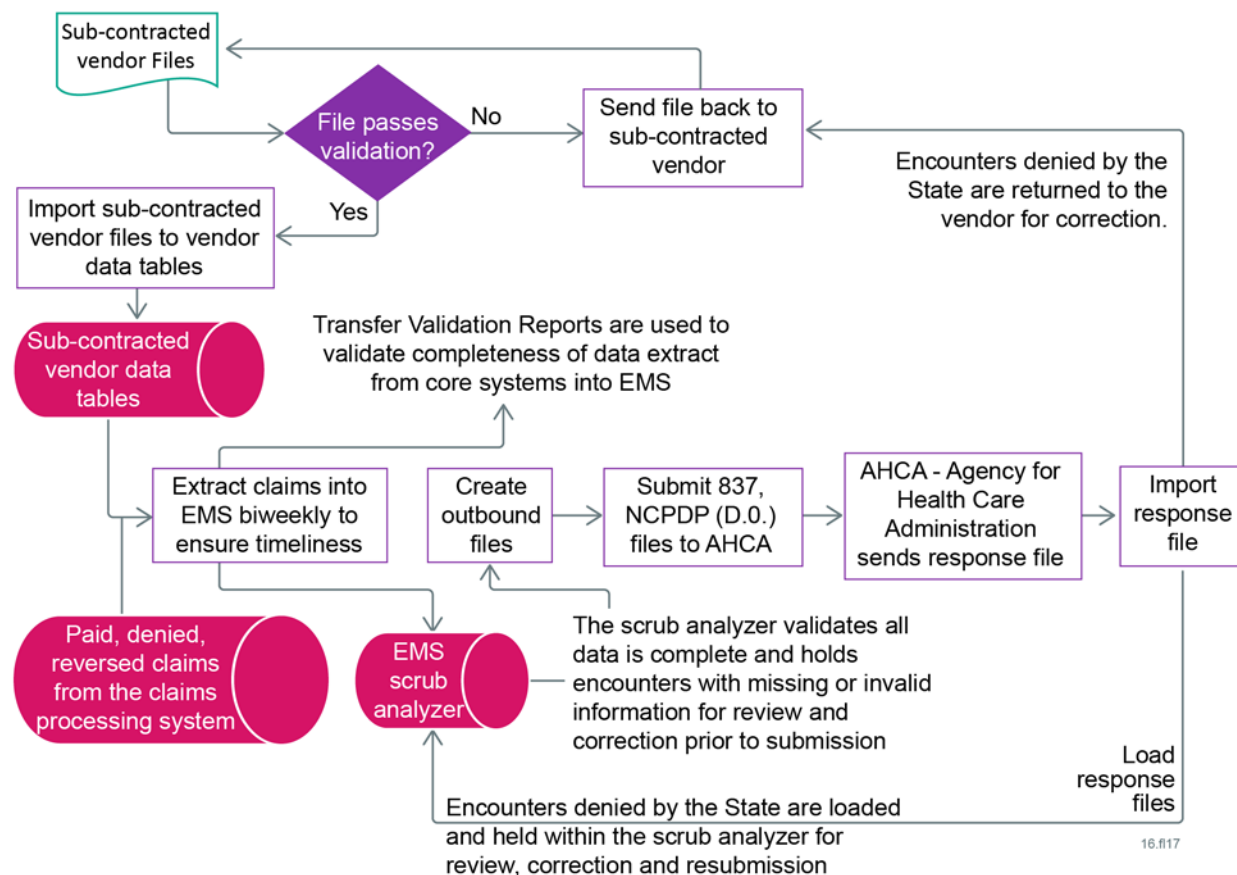 Sub-contracted
vendor Files
File passes
validation?
No
Yes
Send file back to
sub-contracted
vendor
Encounters denied by the
State are returned to the
vendor for correction.
Import sub-contracted
vendor files to vendor
data tables
Sub-contracted
vendor data
tables
Transfer Validation Reports are used to
validate completeness of data extract
from core systems into EMS
Extract claims into
EMS biweekly to
ensure timeliness
Create
outbound
files
Submit 837,
NCPDP (D.0.)
files to AHCA
AHCA - Agency for
Health Care
Administration
sends response file
Import
response
file
Paid, denied,
reversed claims
from the claims
processing system
EMS
scrub
analyzer
The scrub analyzer validates all
data is complete and holds
encounters with missing or invalid
information for review and
correction prior to submission
Load
response
files
Encounters denied by the State are loaded
and held within the scrub analyzer for
review, correction and resubmission
16.fl17